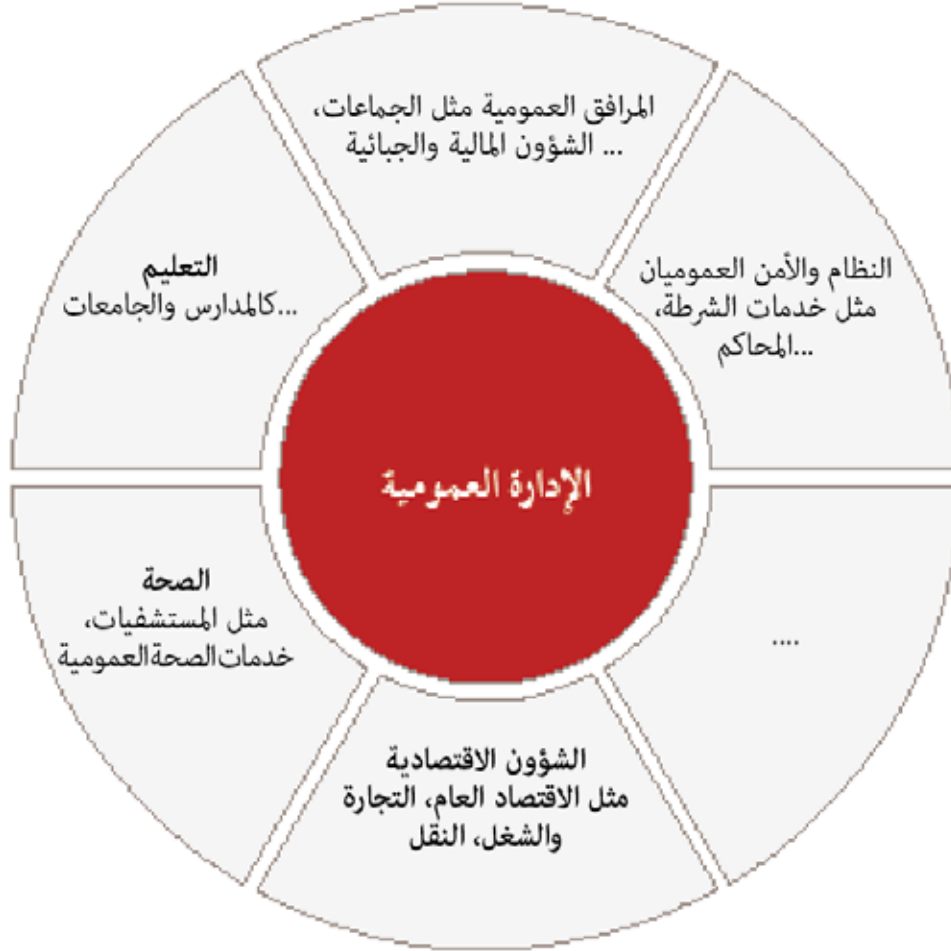 المرافق العمومية مثل الجماعات،
الشؤون المالية والجبائية ...
النظام والأمن العموميان
مثل خدمات الشرطة،
المحاكم...
التعليم
كالمدارس والجامعات...
الإدارة العمومية
الصحة
مثل المستشفيات،
خدمات الصحة العمومية
....
الشؤون الاقتصادية
مثل الاقتصاد العام، التجارة
والشغل، النقل